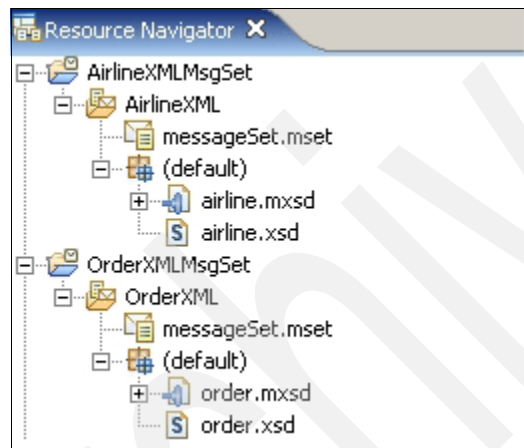 Resource Navigator
AirlineXMLMsgSet
AirlineXML
messageSet.mset
(default)
airline.mxsd
airline.xsd
OrderXMLMsgSet
OrderXML
messageSet.mset
(default)
order.mxsd
order.xsd